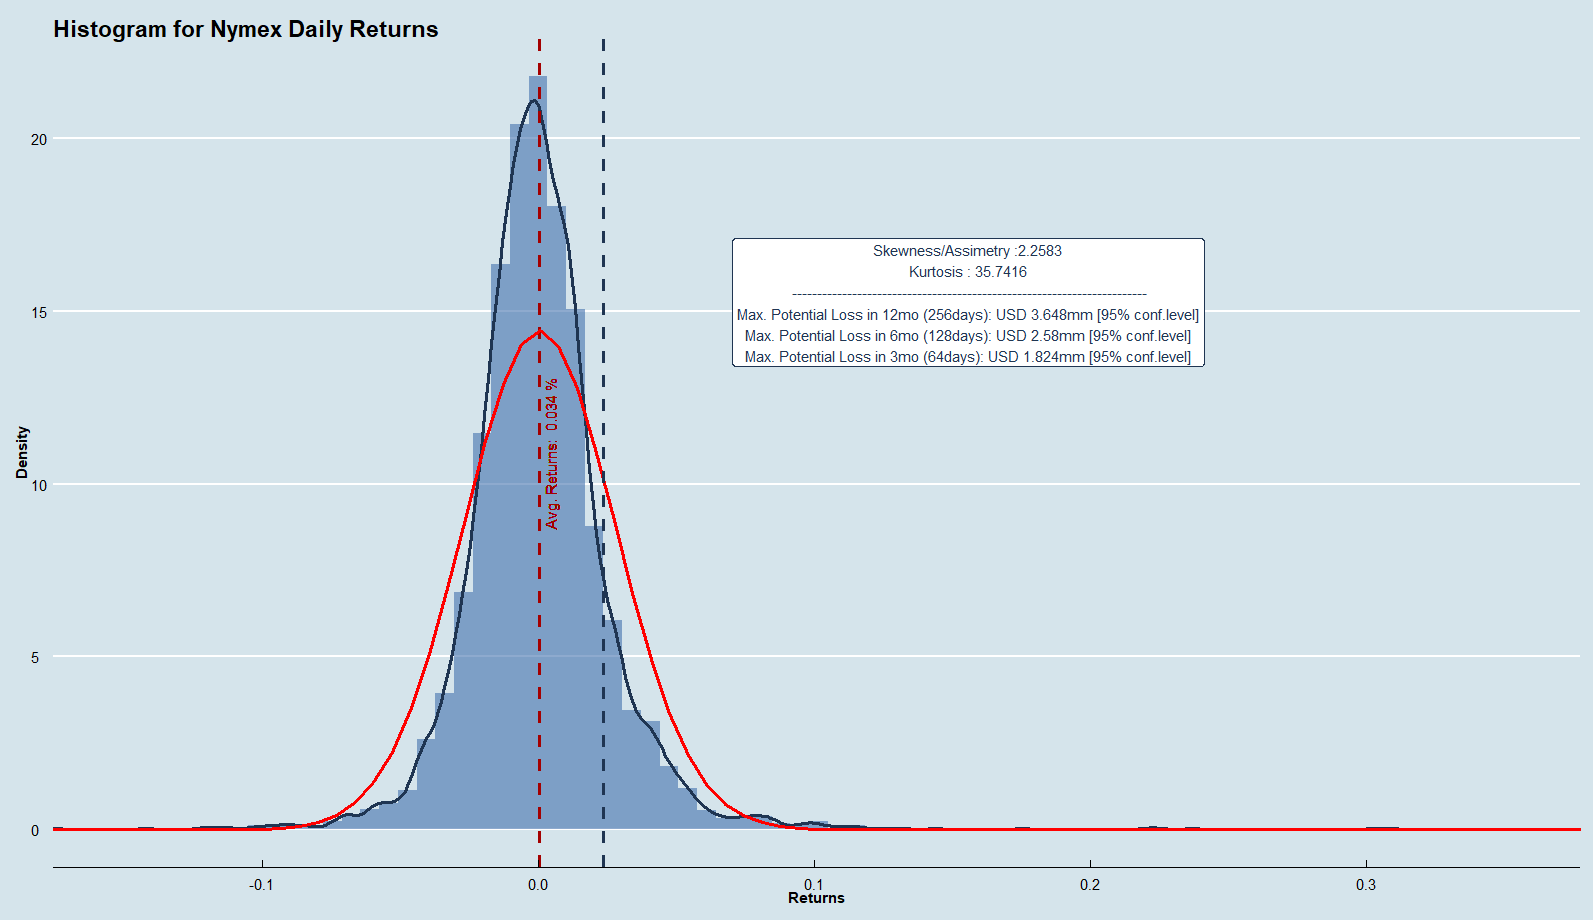 Histogram for Nymex Daily Returns
20
15
10
5
0
Density
Skewness/Assimetry :2.2583
Kurtosis : 35.7416
-----------------------------------------------------------------------
Max. Potential Loss in 12mo (256days): USD 3.648mm [95% conf.level]
Max. Potential Loss in 6mo (128days): USD 2.58mm [95% conf.level]
Max. Potential Loss in 3mo (64days): USD 1.824mm [95% conf.level]
Avg. Returns:  0.034 %
-0.1
0.0
0.1
0.2
0.3
Returns